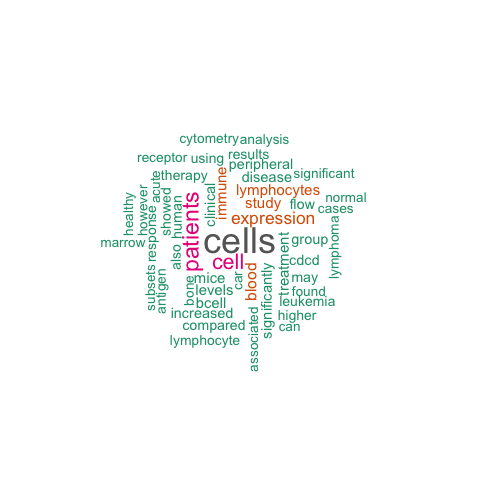 cytometry analysis
receptor using results
peripheral
therapy disease significant
acute immune lymphocytes
healthy however clinical study flow normal
showed human expression cases
response patients cells
marrow also cell group lymphoma
subsets antigen bone mice car blood treatment cdcd
levels may
bcell significantly found
increased leukemia
compared higher
lymphocyte associated can